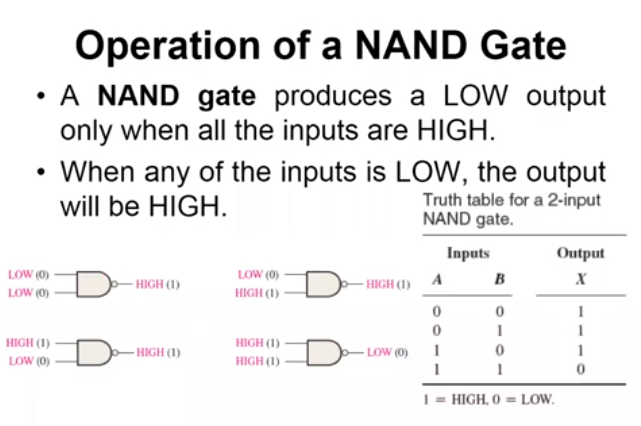 Operation of a NAND Gate
• A NAND gate produces a LOW output
only when all the inputs are HIGH.
• When any of the inputs is LOW, the output
will be HIGH.
Truth table for a 2-input
NAND gate.
Inputs Output
A B X
0 0 1
0 1 1
1 0 1
1 1 0
1 = HIGH, 0 = LOW.
LOW (0)
LOW (0)
HIGH (1)
LOW (0)
HIGH (1)
HIGH (1)
HIGH (1)
LOW (0)
HIGH (1)
HIGH (1)
HIGH (1)
LOW (0)